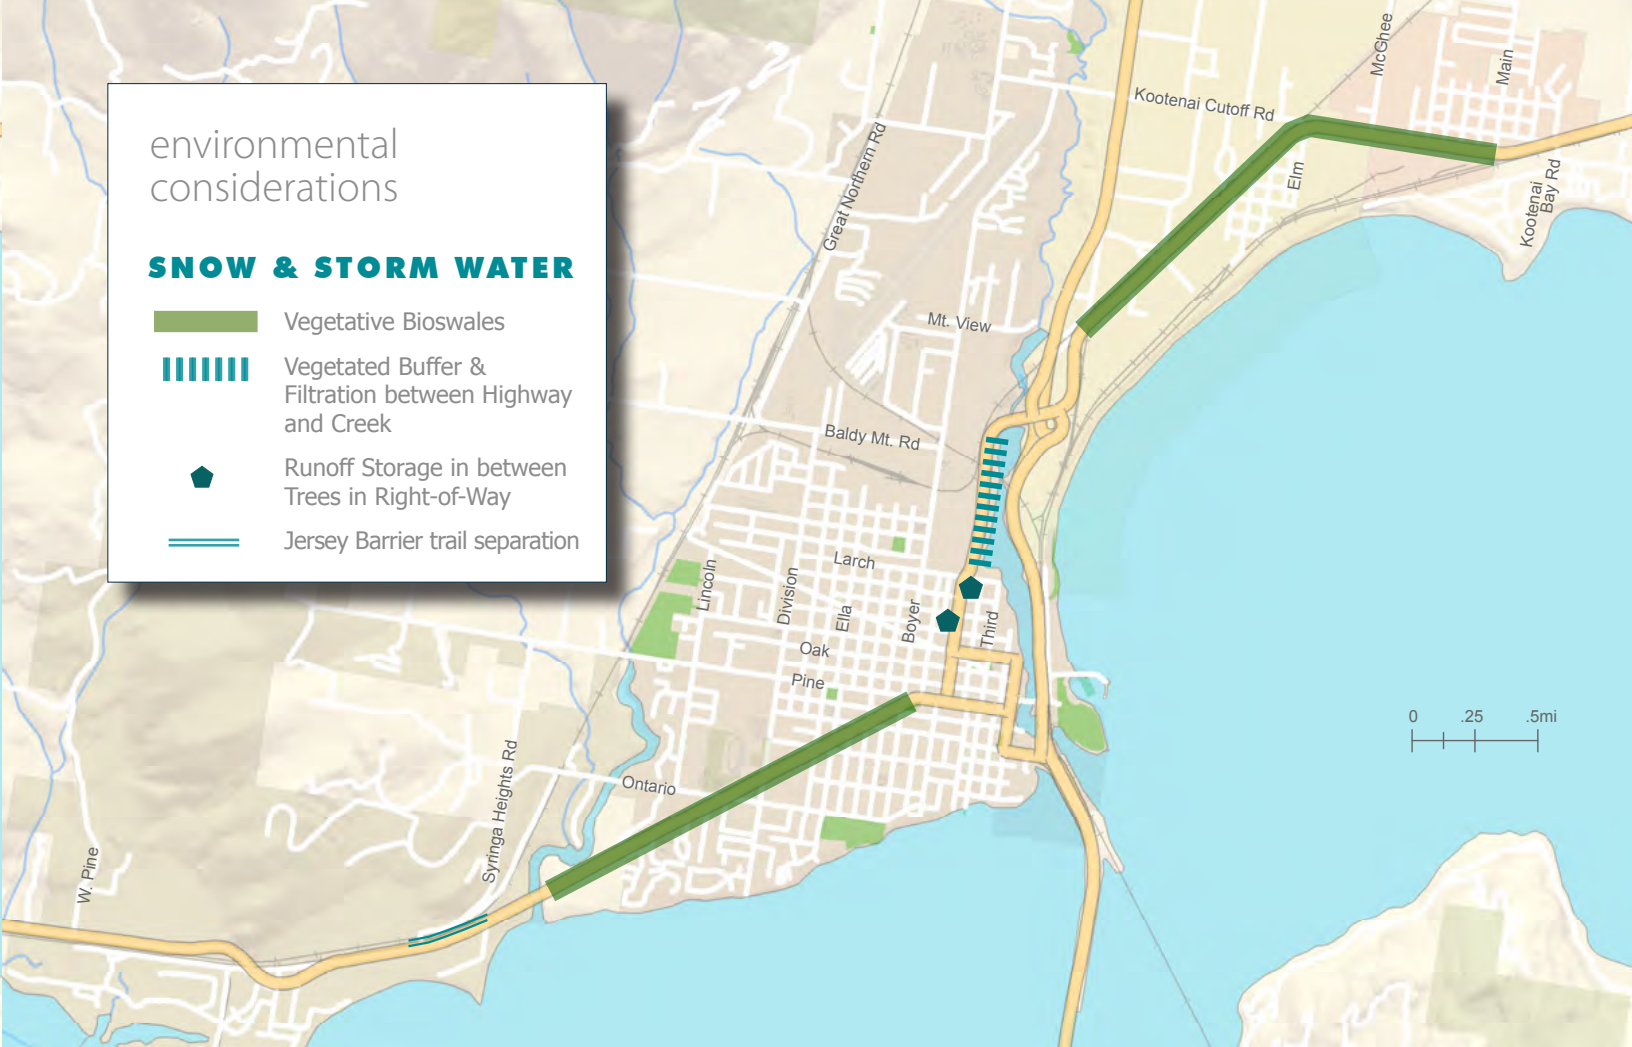 environmental
considerations
SNOW & STORM WATER
Vegetative Bioswales
Vegetated Buffer &
Filtration between Highway
and Creek
Runoff Storage in between
Trees in Right-of-Way
Jersey Barrier trail separation
McGhee
Main
Kootenai Cutoff Rd
Great Northern Rd
Elm
Kootenai
Bay Rd
Mt. View
Baldy Mt. Rd
Larch
Lincoln
Division
Ella
Boyer
Third
Oak
Pine
0 .25 .5mi
Syringa Heights Rd
Ontario
W. Pine